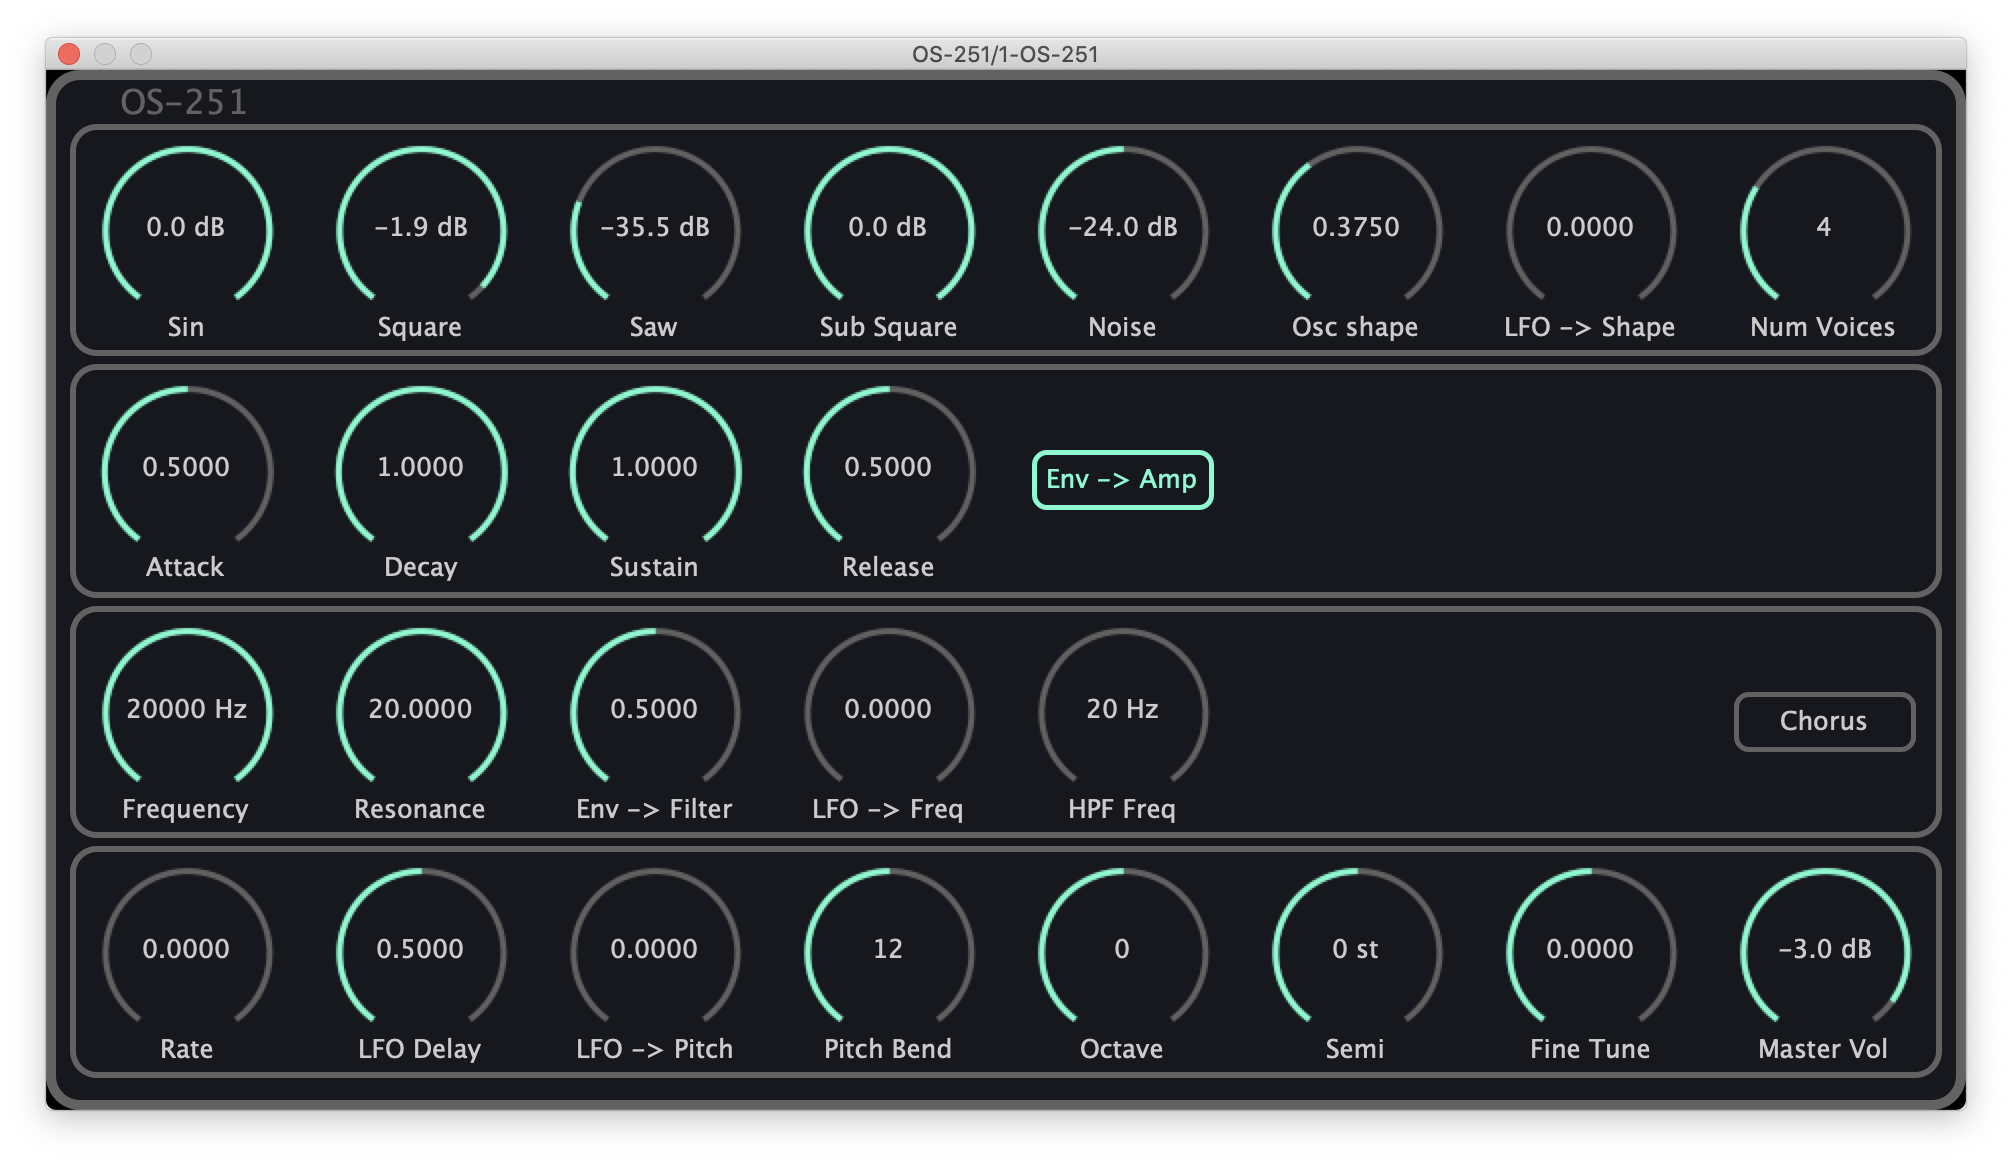 OS-251/1-OS-251
OS-251
0.0 dB -1.9 dB -35.5 dB 0.0 dB -24.0 dB 0.3750 0.0000 4
Sin Square Saw Sub Square Noise Osc shape LFO -> Shape Num Voices
0.5000 1.0000 1.0000 0.5000 Env -> Amp
Attack Decay Sustain Release
20000 Hz 20.0000 0.5000 0.0000 20 Hz Chorus
Frequency Resonance Env -> Filter LFO -> Freq HPF Freq
0.0000 0.5000 0.0000 12 0 0 st 0.0000 -3.0 dB
Rate LFO Delay LFO -> Pitch Pitch Bend Octave Semi Fine Tune Master Vol